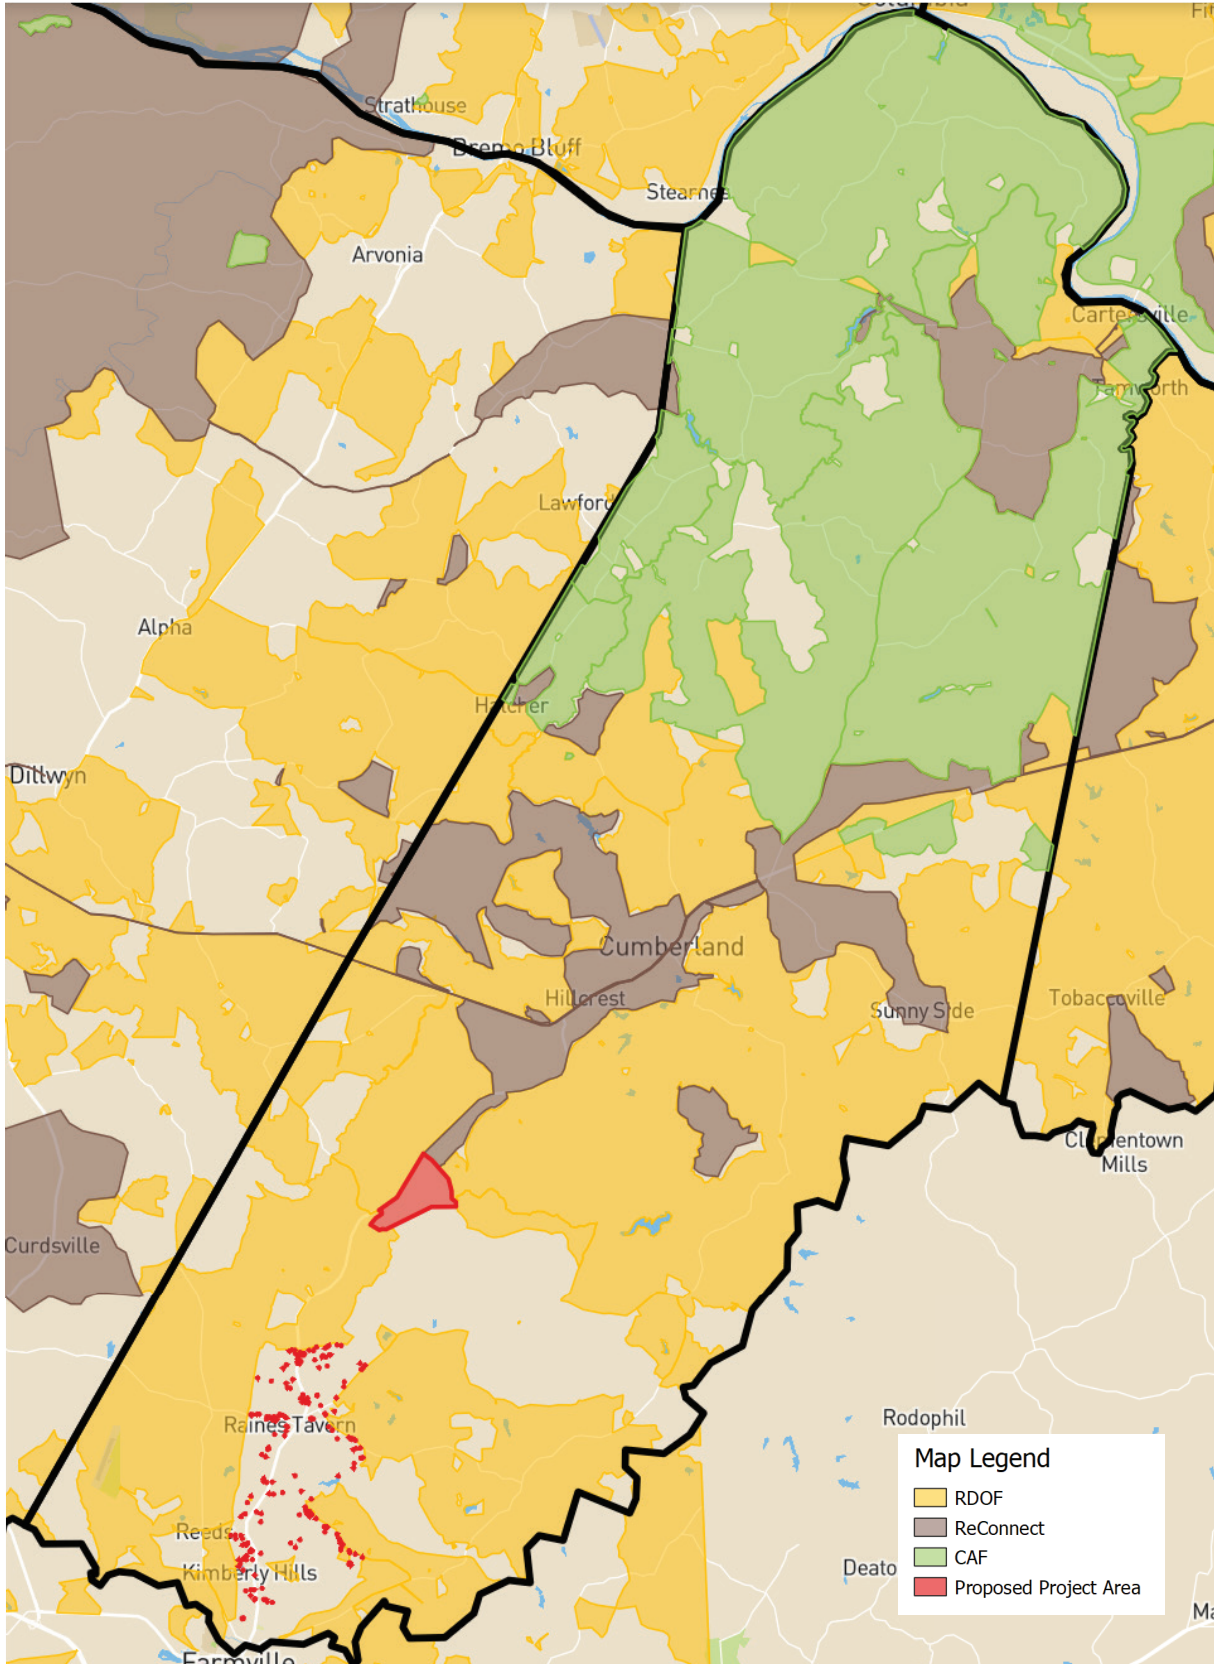 Strathouse
Bremo Bluff
Stearnes
Arvonia
Cartersville
Tamworth
Lawford
Alpha
Hatcher
Dillwyn
Cumberland
Hillcrest
Sunny Side
Tobaccoville
Clementown
Mills
Curdsville
Raines Tavern
Rodophil
Map Legend
RDOF
Reeds
ReConnect
CAF
Kimberly Hills
Proposed Project Area
Farmville